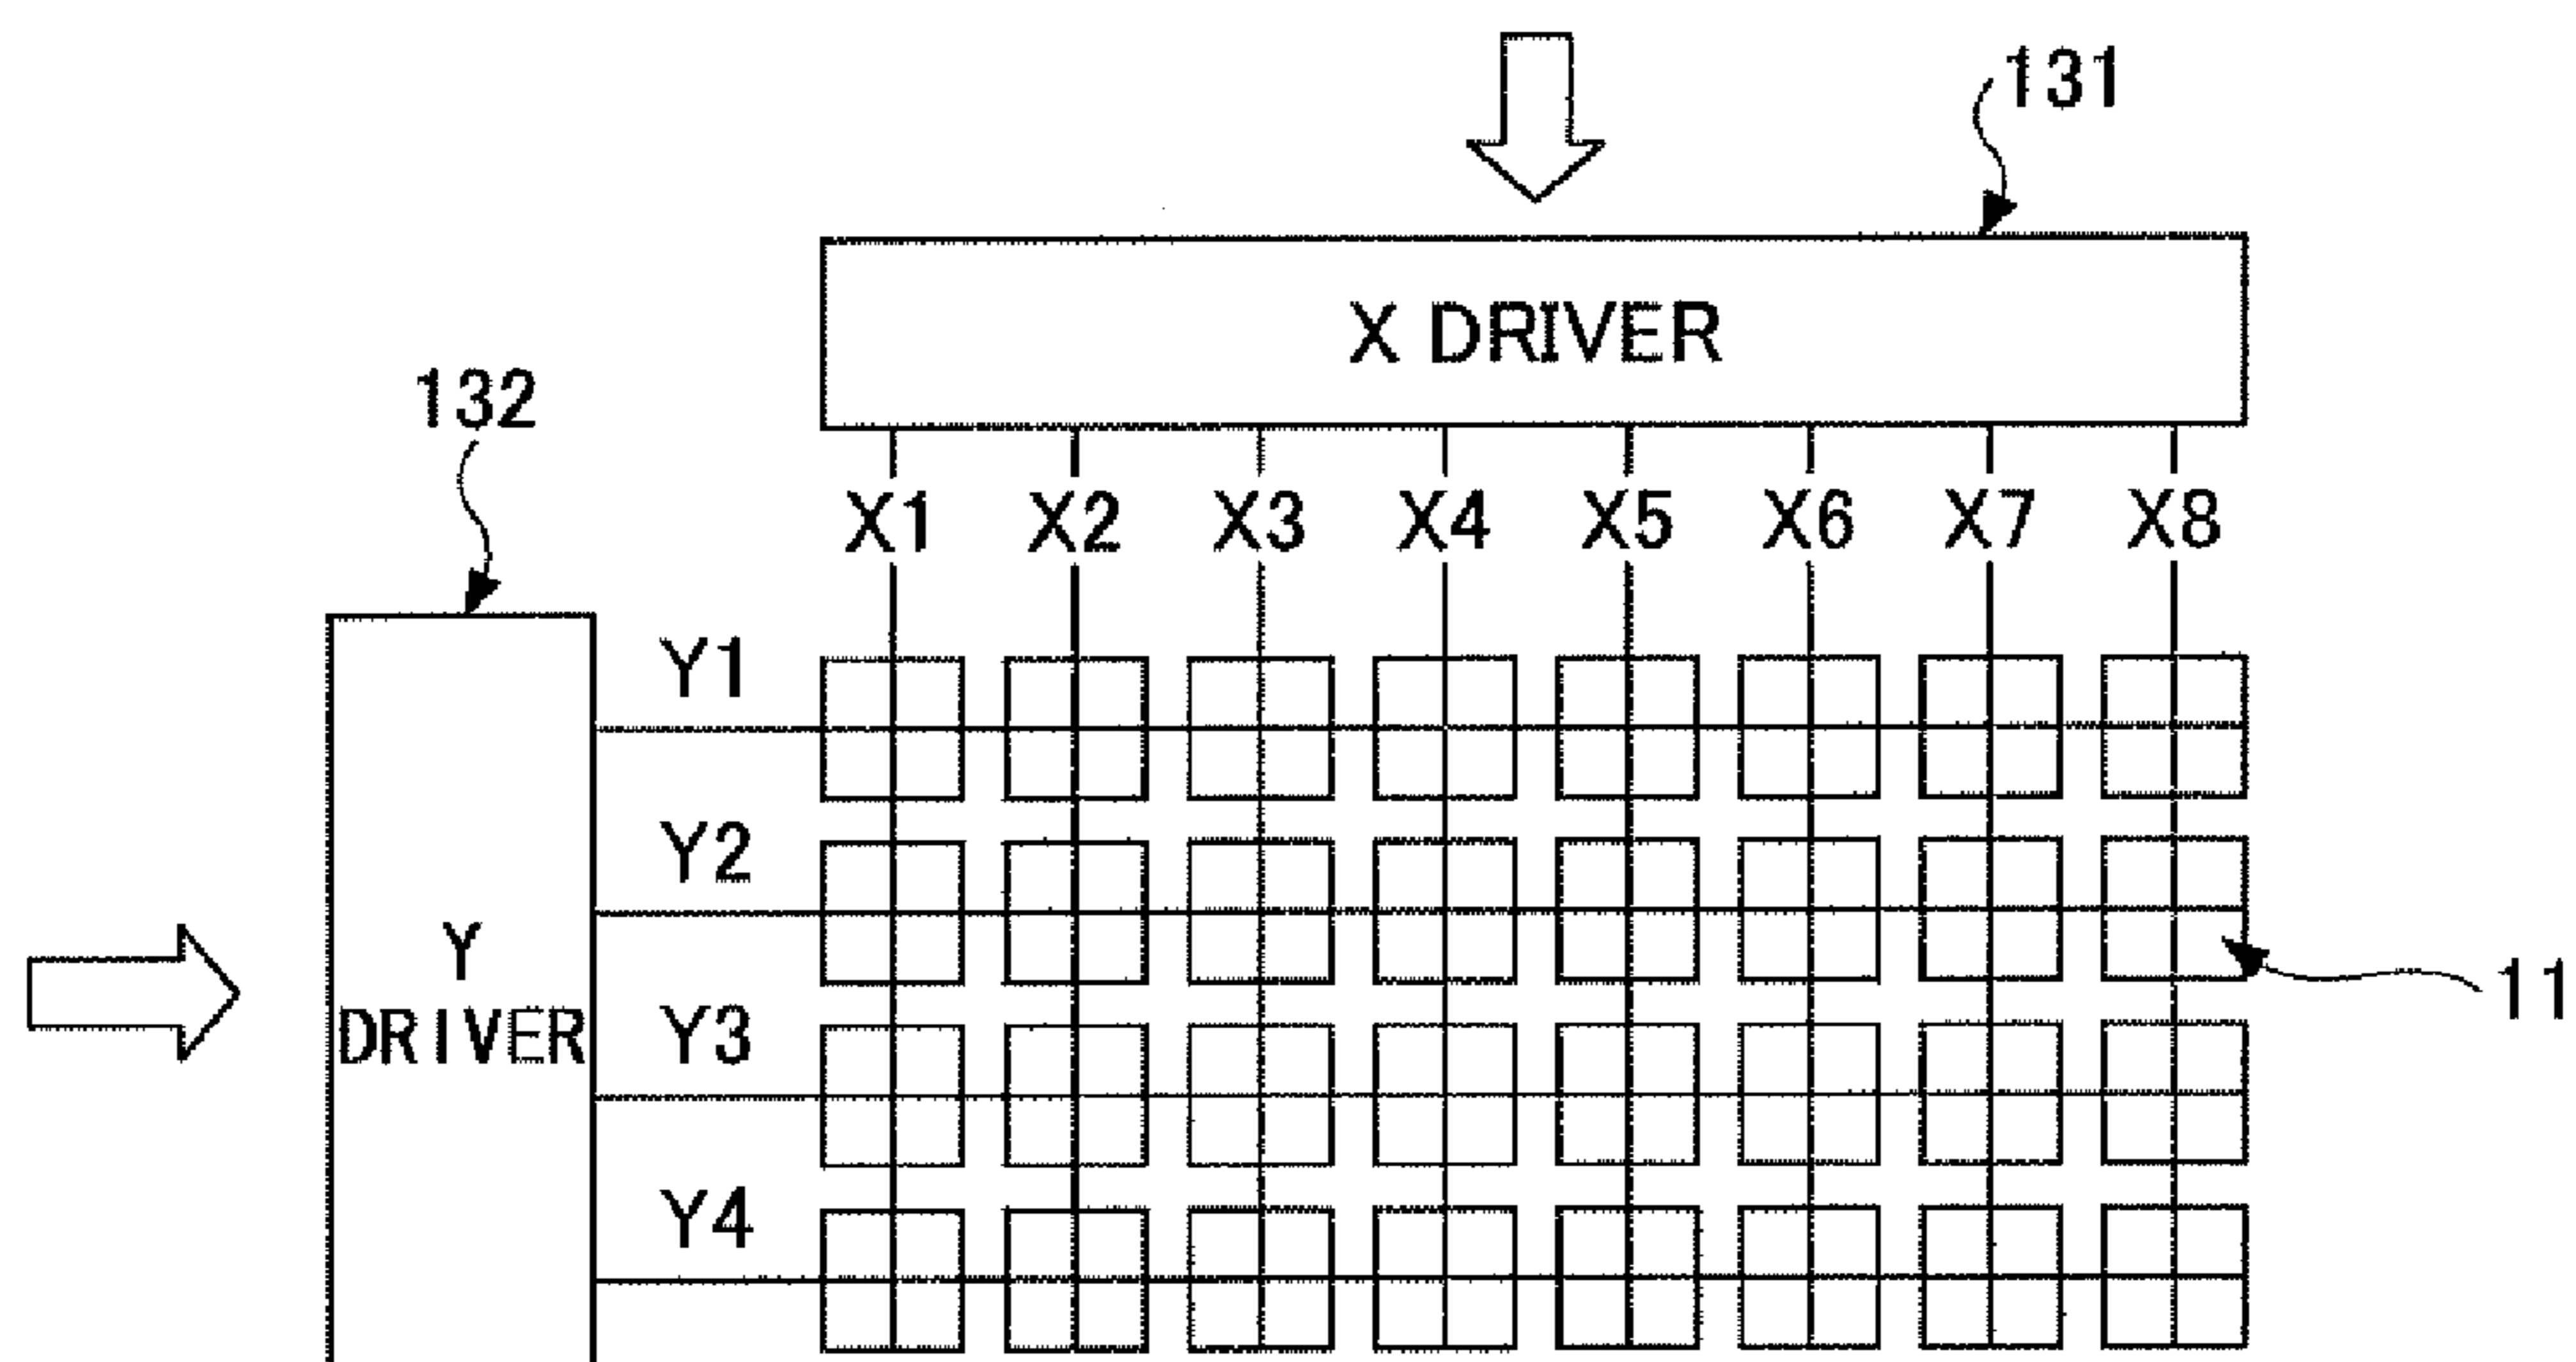 131
X DRIVER
132
X1 X2 X3 X4 X5 X6 X7 X8
Y1
Y2
Y
DRIVER
11
Y3
Y4